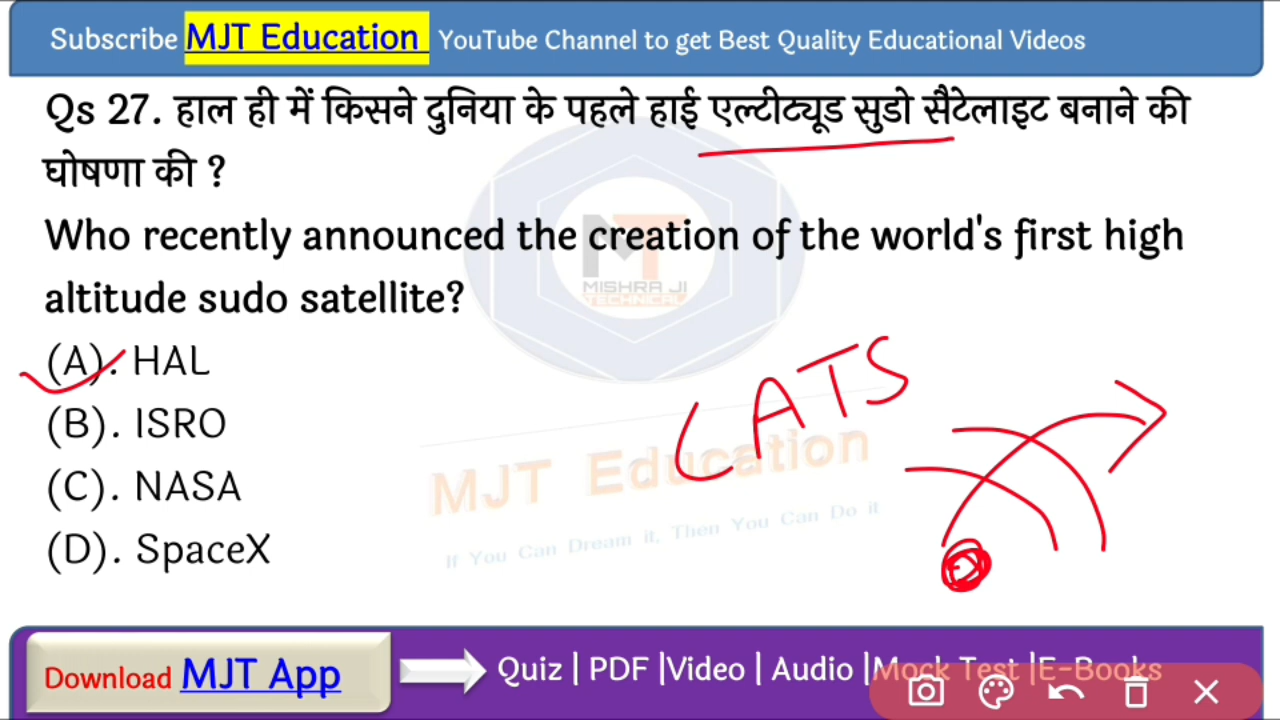 Subscribe MJT Education YouTube Channel to get Best Quality Educational Videos
Qs 27. हाल ही में किसने दुनिया के पहले हाई एल्टीट्यूड सुडो सैटेलाइट बनाने की
घोषणा की ?
Who recently announced the creation of the world's first high
altitude sudo satellite?
(A). HAL
(B). ISRO
(C). NASA
(D). SpaceX
CATS
MT
MISHRA JI
TECHNICAL
MJT Education
If You Can Dream it, Then You Can Do it
Download MJT App
Quiz | PDF |Video | Audio |Mock Test |E-Books